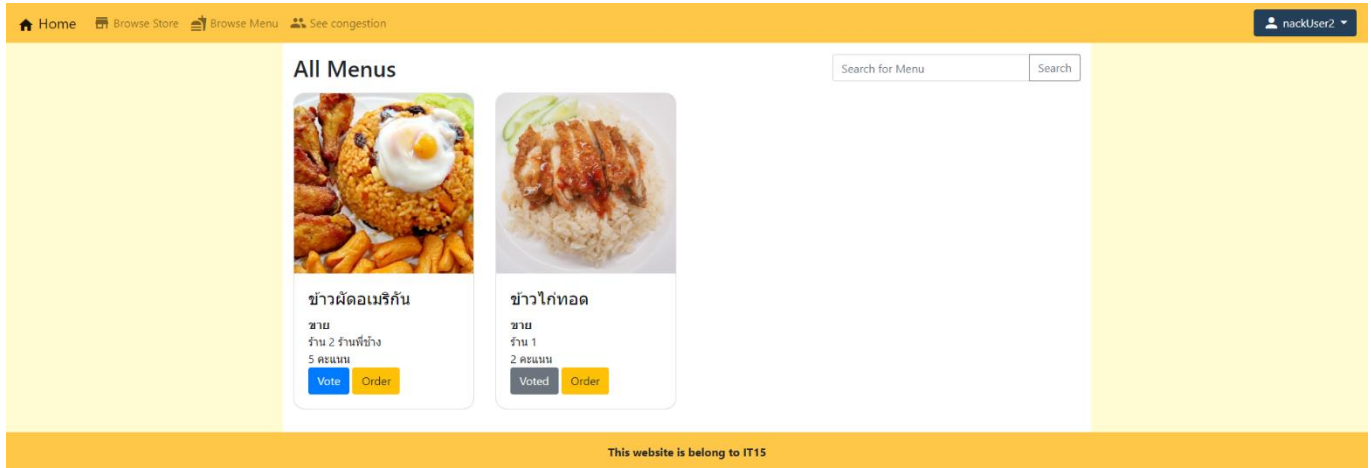 Home Browse Store Browse Menu See congestion nackUser2
All Menus
Search for Menu Search
ข้าวผัดอเมริกัน
ขาย
ร้าน 2 ร้านพี่ช้าง
5 คะแนน
Vote Order
ข้าวไก่ทอด
ขาย
ร้าน 1
2 คะแนน
Voted Order
This website is belong to IT15